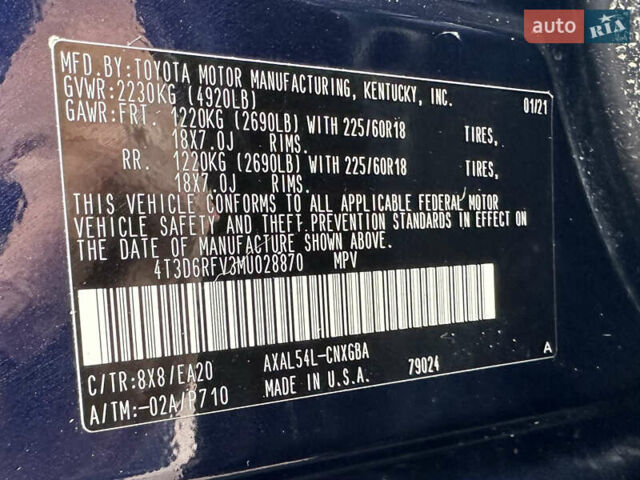 auto RIA
MFD.BY:TOYOTA MOTOR MANUFACTURING, KENTUCKY, INC. 01/21
GVWR:2230KG (4920LB)
GAWR:FRT. 1220KG (2690LB) WITH 225/60R18 TIRES,
18X7.0J RIMS.
RR. 1220KG (2690LB) WITH 225/60R18 TIRES,
18X7.0J RIMS.
THIS VEHICLE CONFORMS TO ALL APPLICABLE FEDERAL MOTOR
VEHICLE SAFETY AND THEFT PREVENTION STANDARDS IN EFFECT ON
THE DATE OF MANUFACTURE SHOWN ABOVE.
4T3D6RFV3MU028870 MPV
C/TR:8X8/EA20 AXAL54L-CNXGBA A
A/TM:-02A/P710 MADE IN U.S.A. 79024